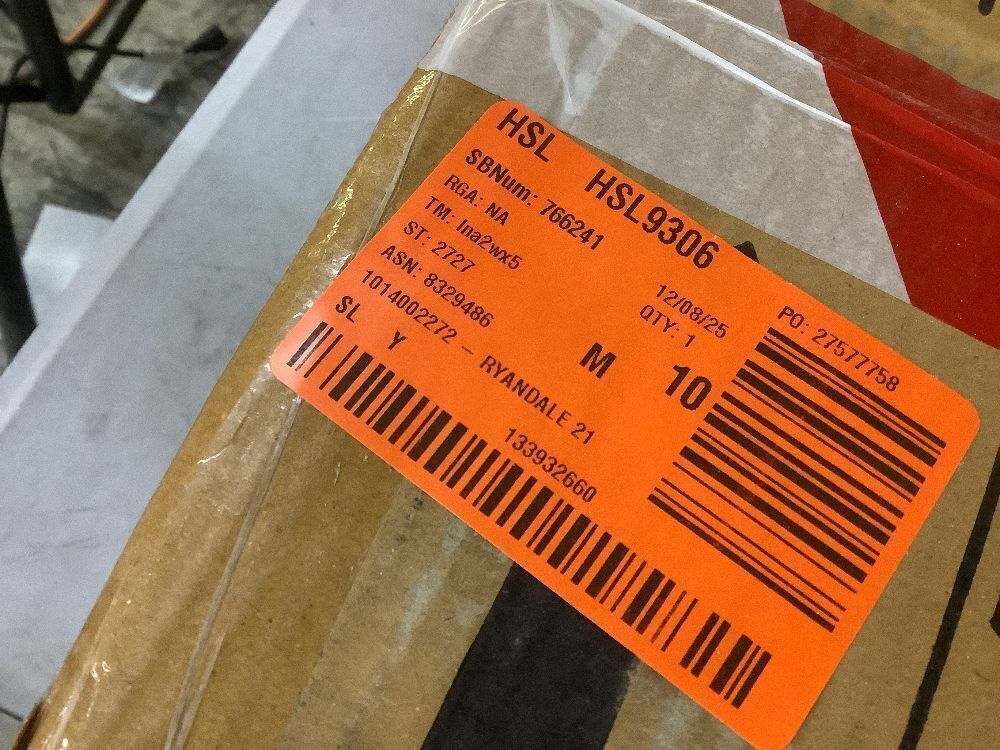 HSL HSL9306
SBNum: 766241
RGA: NA
TM: lna2wx5 12/08/25
ST: 2727 QTY: 1
ASN: 8329486 M 10
1014002272 - RYANDALE 21
SL Y 133932660
PO: 27577758